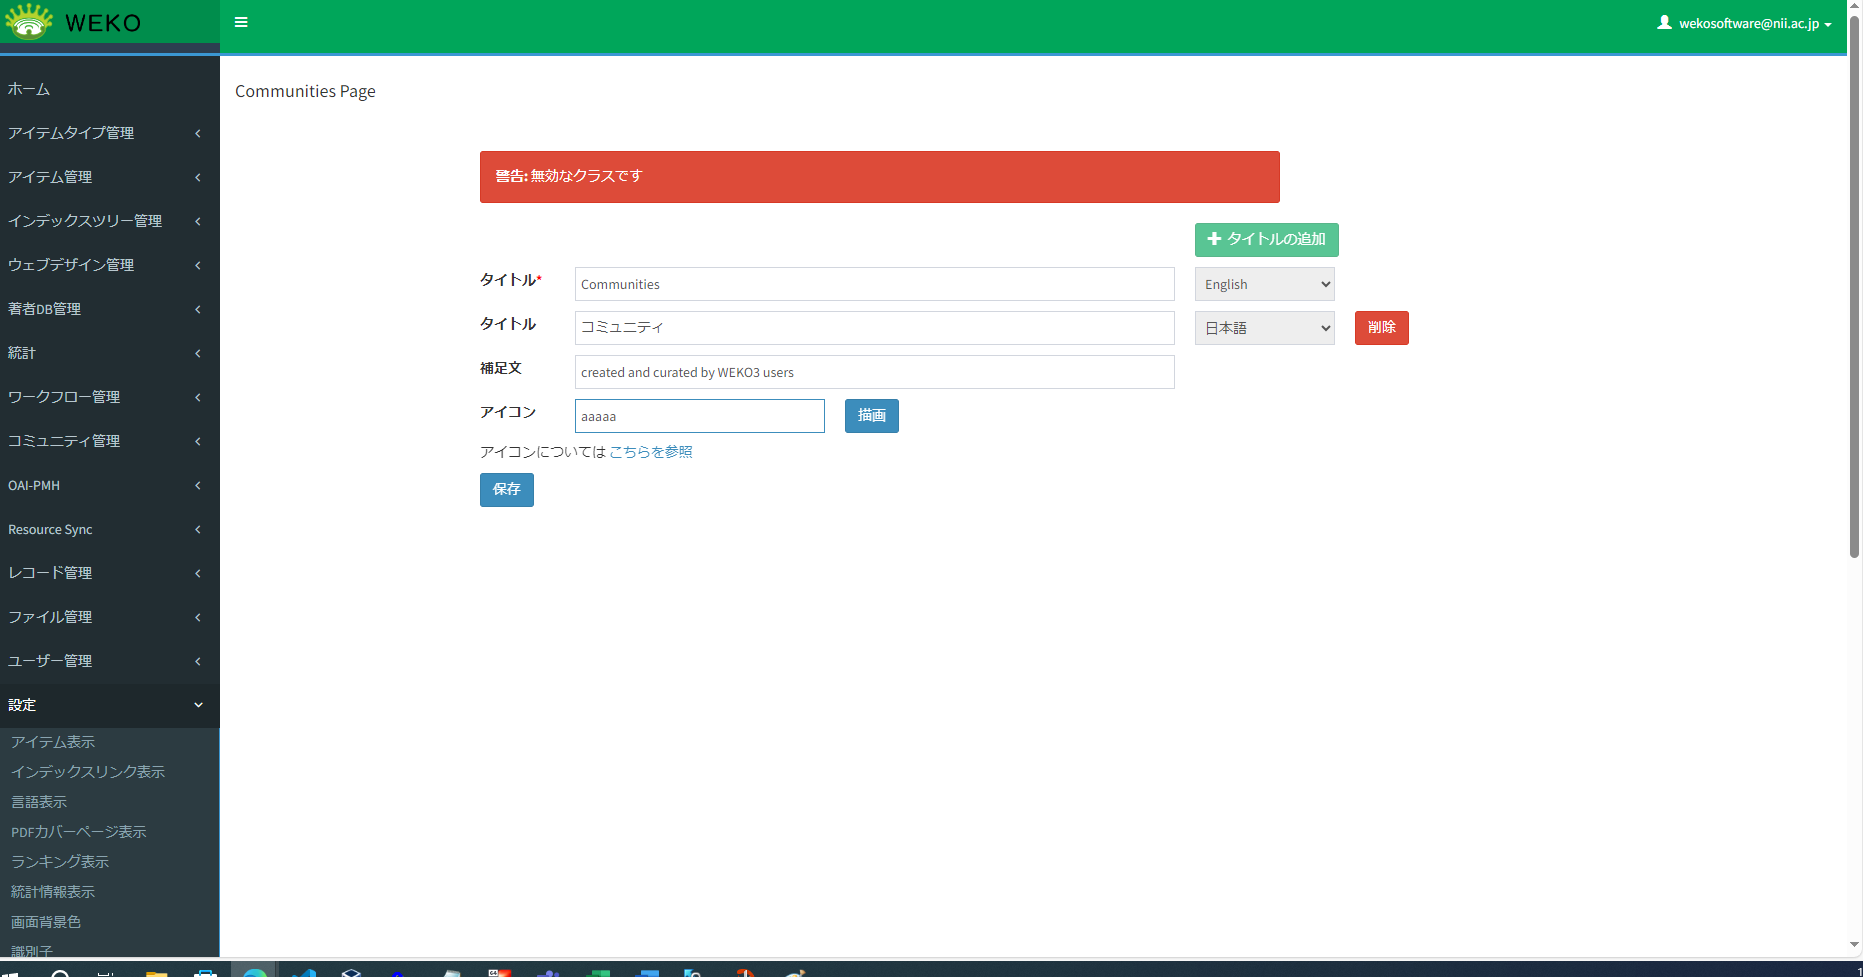 WEKO
wekosoftware@nii.ac.jp
ホーム
アイテムタイプ管理
アイテム管理
インデックスツリー管理
ウェブデザイン管理
著者DB管理
統計
ワークフロー管理
コミュニティ管理
OAI-PMH
Resource Sync
レコード管理
ファイル管理
ユーザー管理
設定
アイテム表示
インデックスリンク表示
言語表示
PDFカバーページ表示
ランキング表示
統計情報表示
画面背景色
識別子
Communities Page
警告: 無効なクラスです
タイトルの追加
タイトル* Communities English
タイトル コミュニティ 日本語 削除
補足文 created and curated by WEKO3 users
アイコン aaaaa 描画
アイコンについては こちらを参照
保存